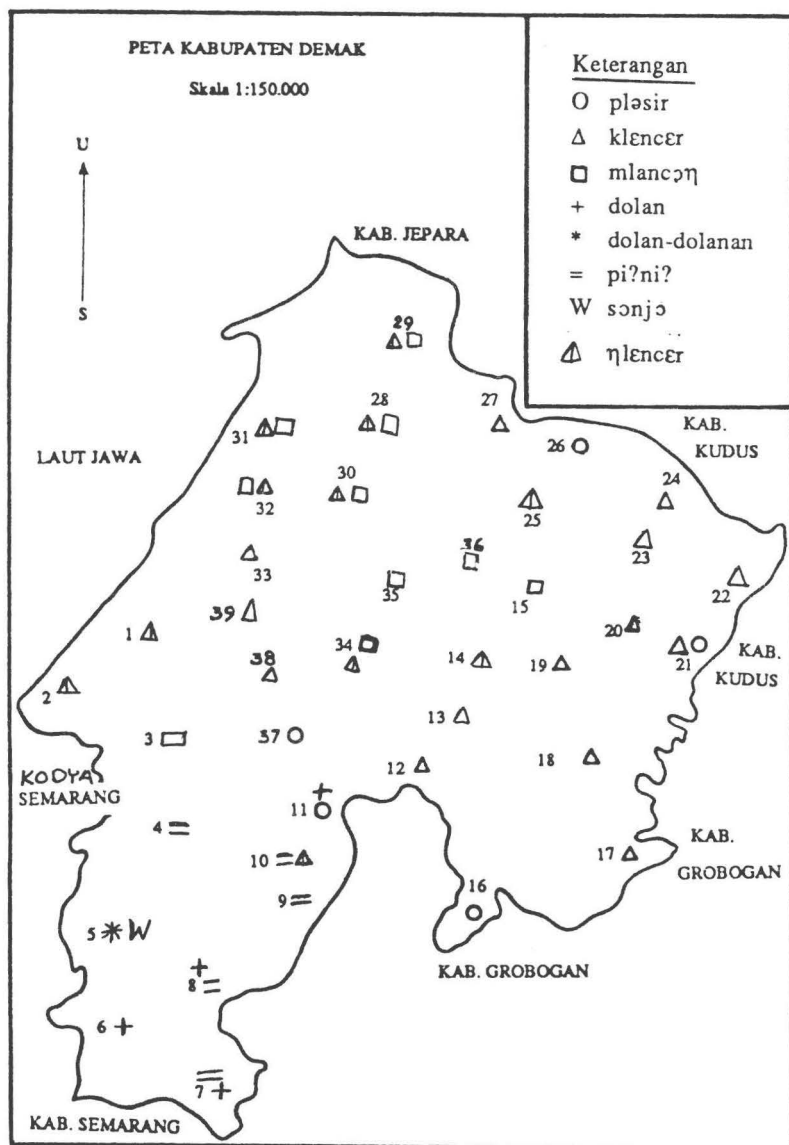 PETA KABUPATEN DEMAK
Skala 1:150.000
U
S
Keterangan
O pləsir
Δ klɛncɛr
□ mlancɔη
+ dolan
* dolan-dolanan
= pi?ni?
W sɔnjɔ
ηlɛncɛr
KAB. JEPARA
29
28
27
31
26
KAB.
KUDUS
LAUT JAWA
30
24
32
25
36
23
33
35
15
22
39
1
20
34
14
19
21
KAB.
KUDUS
38
2
13
3
37
12
18
KODYA
SEMARANG
11
4
17
KAB.
GROBOGAN
10
9
16
5 W
KAB. GROBOGAN
8
6
7
KAB. SEMARANG